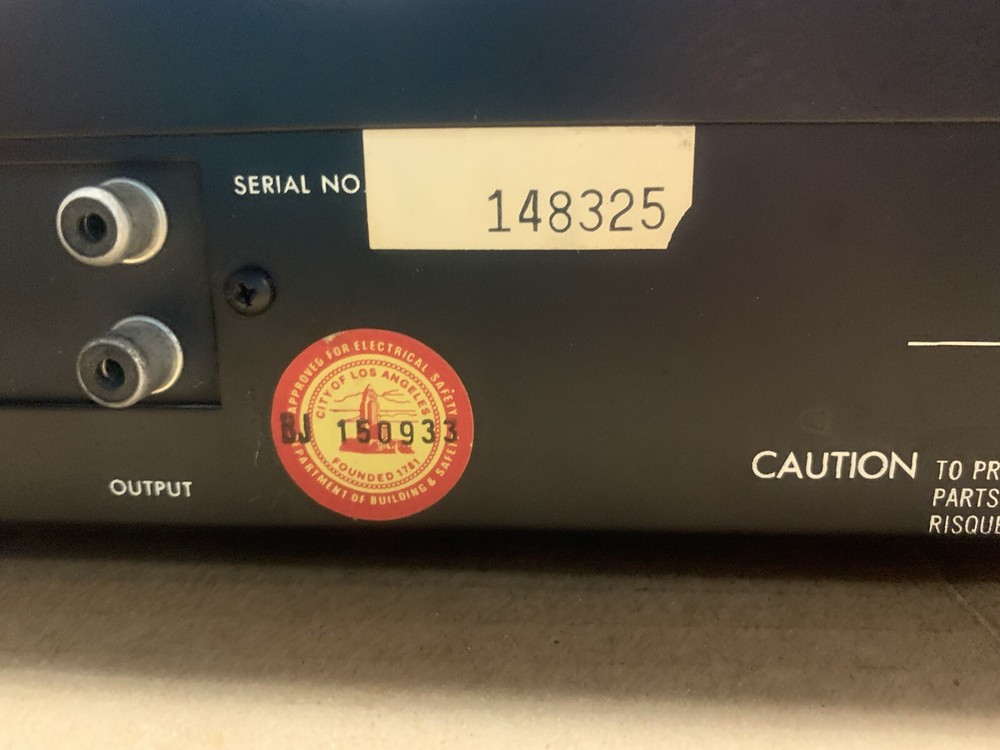 SERIAL NO.
148325
APPROVED FOR ELECTRICAL SAFETY
CITY OF LOS ANGELES
BJ 150933
FOUNDED 1781
DEPARTMENT OF BUILDING & SAFETY
OUTPUT
CAUTION TO PR
PARTS
RISQUE